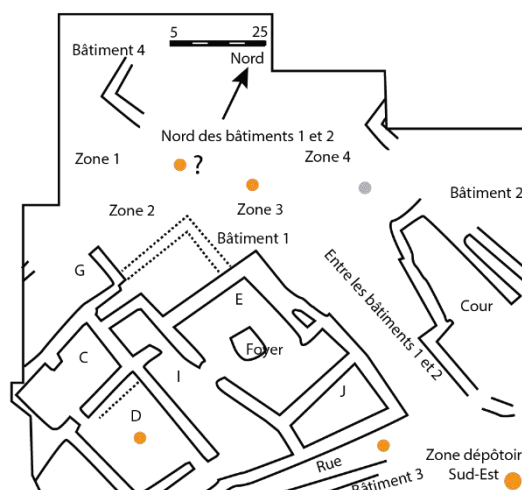 Bâtiment 4
5 25
Nord
Nord des bâtiments 1 et 2
Zone 1
?
Zone 4
Bâtiment 2
Zone 2
Zone 3
Bâtiment 1
G
E
Entre les bâtiments 1 et 2
Cour
C
Foyer
I
J
D
Rue
Zone dépôtoir
Sud-Est
Bâtiment 3